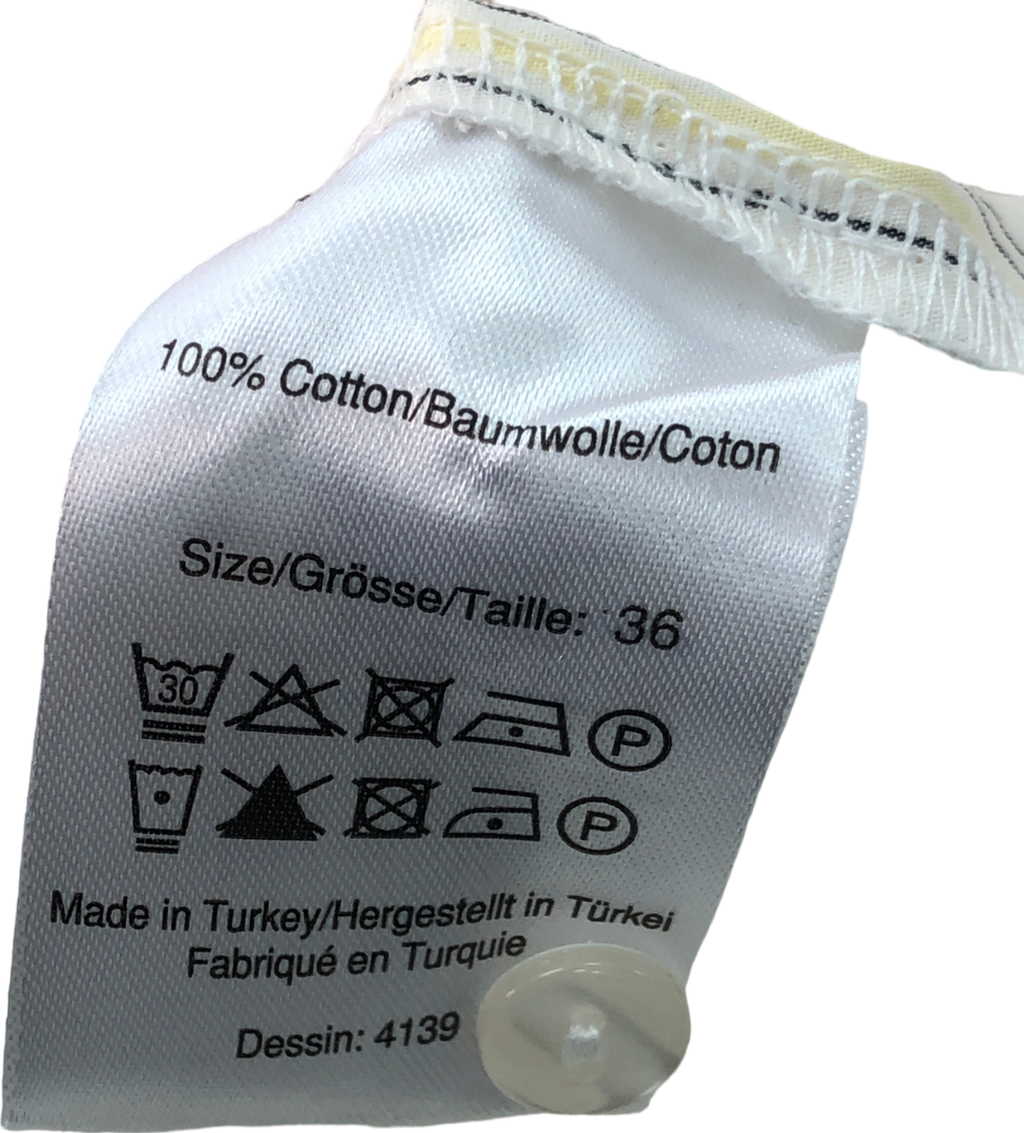 100% Cotton/Baumwolle/Coton
Size/Grösse/Taille: 36
30 P
P
Made in Turkey/Hergestellt in Türkei
Fabriqué en Turquie
Dessin: 4139